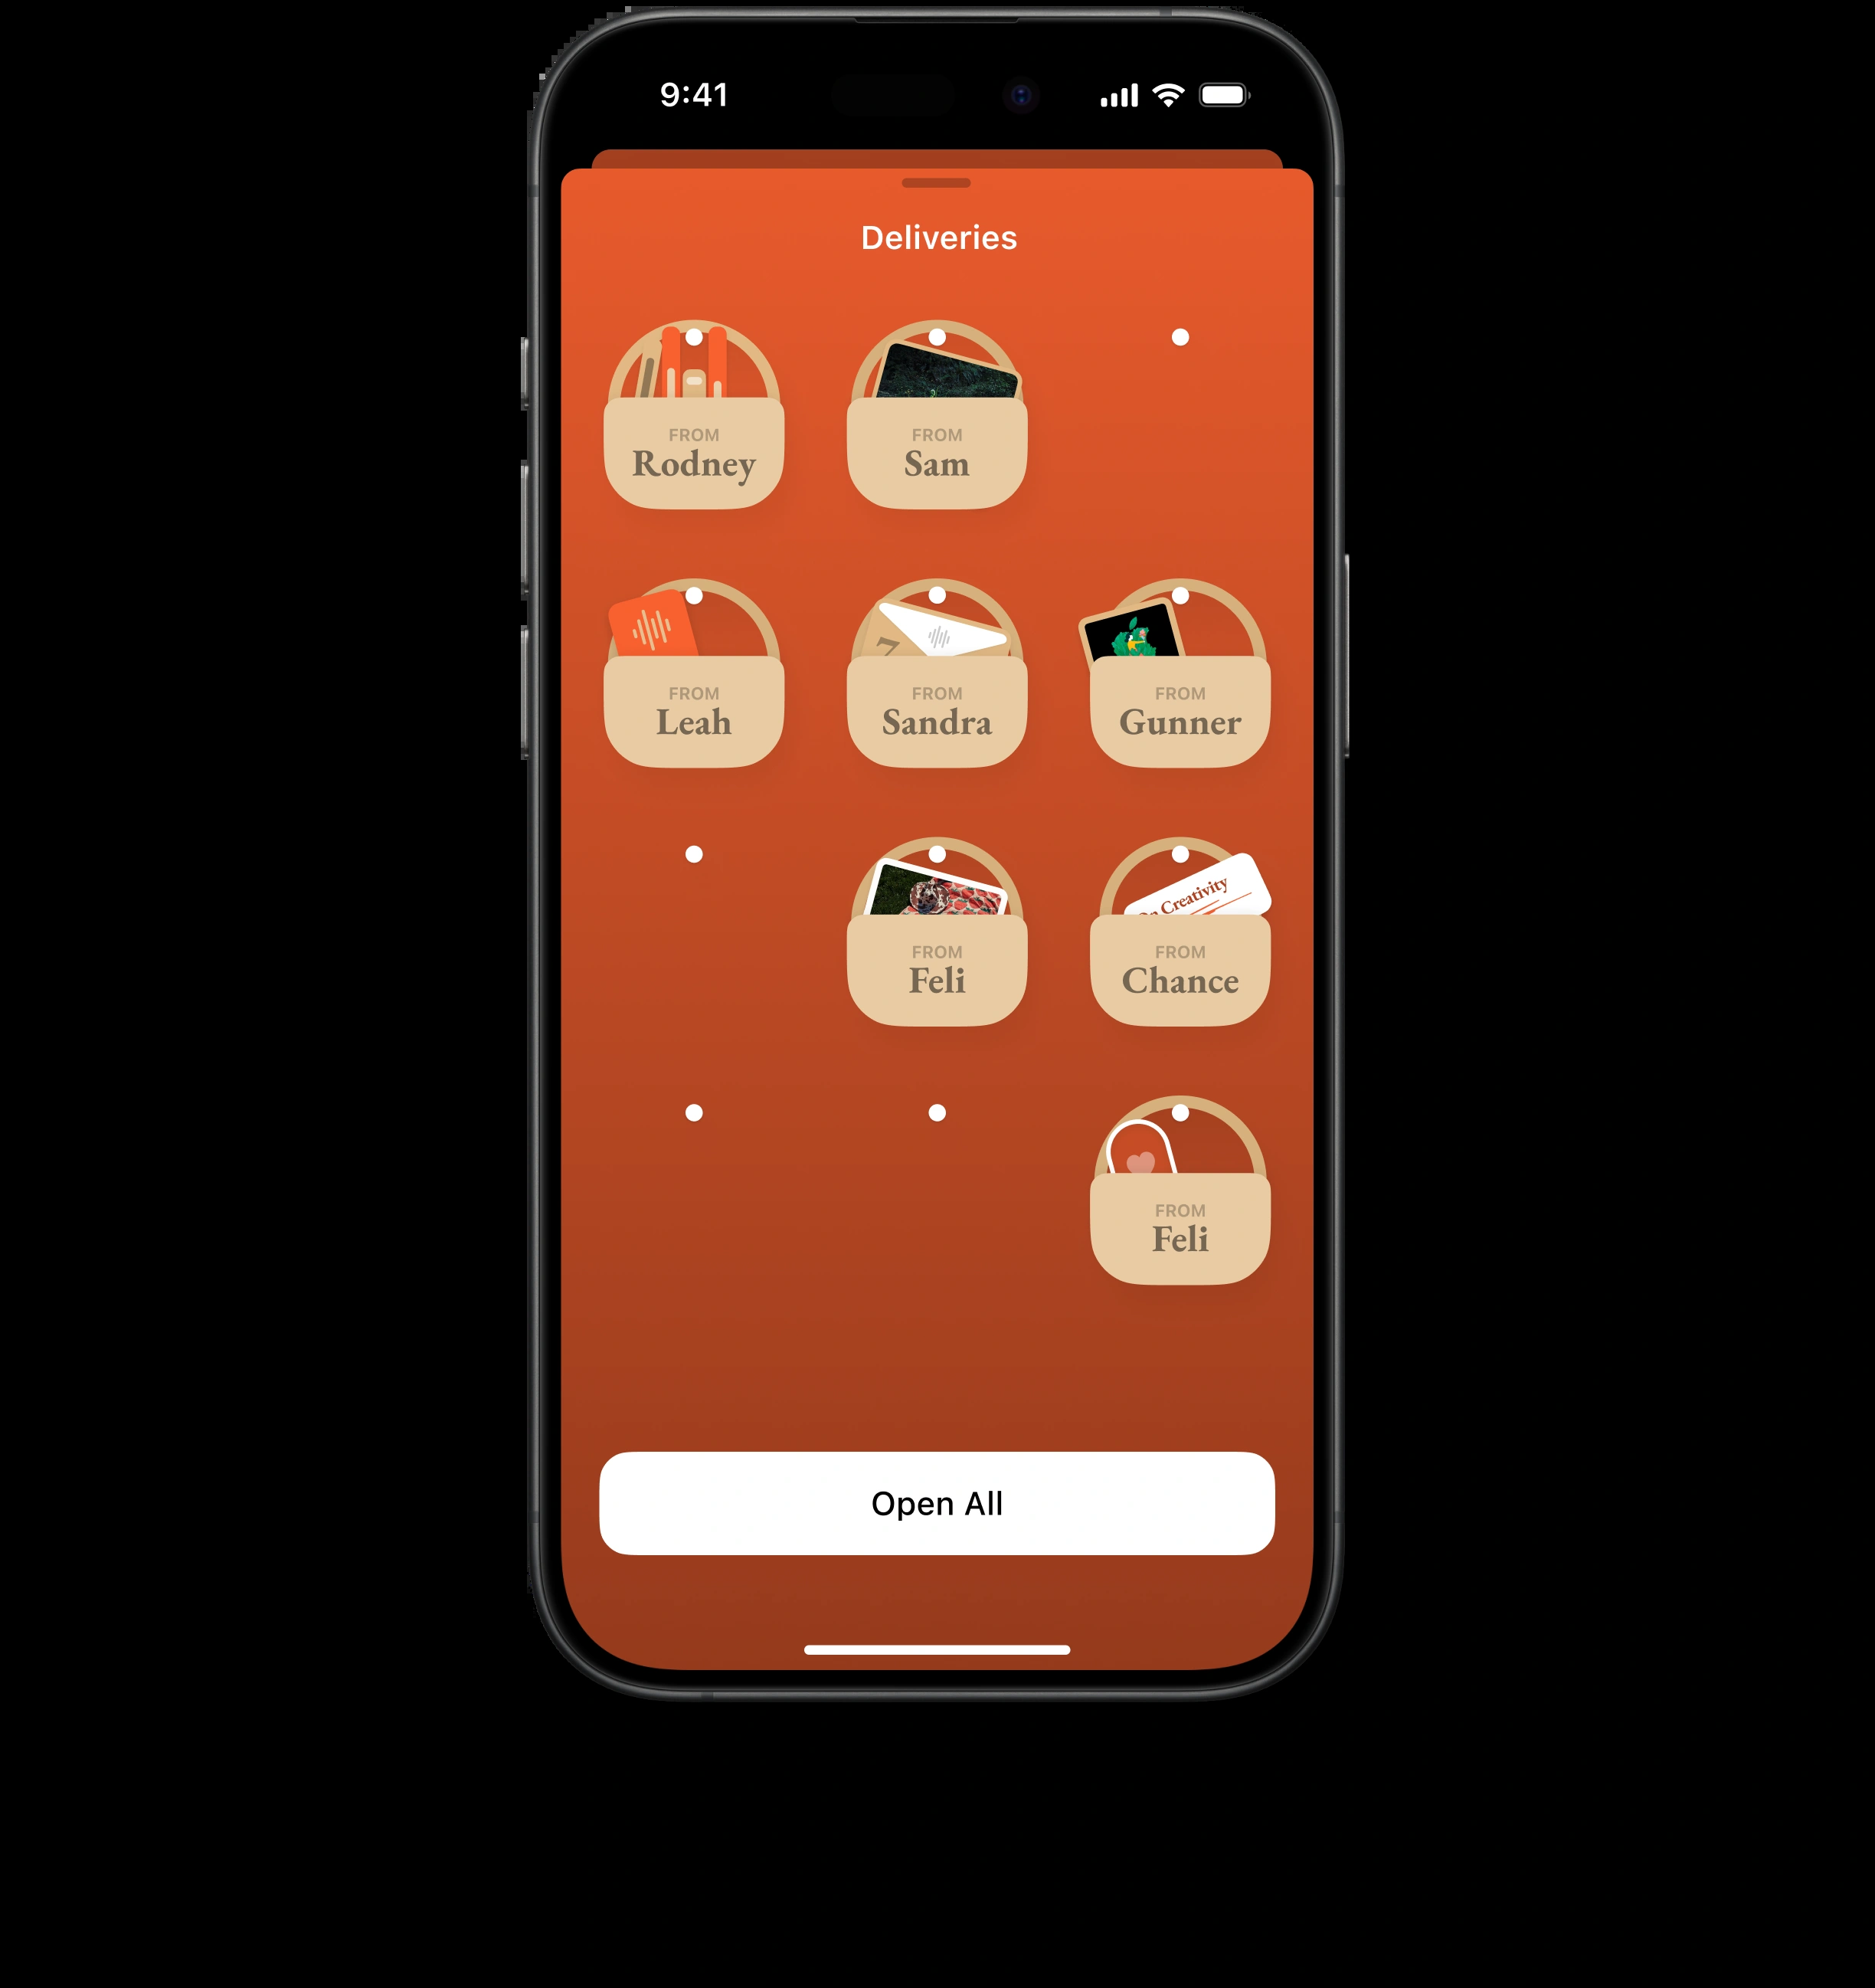 9:41
Deliveries
FROM
Rodney
FROM
Sam
FROM
Leah
7
FROM
Sandra
FROM
Gunner
FROM
Feli
Creativity
FROM
Chance
FROM
Feli
Open All